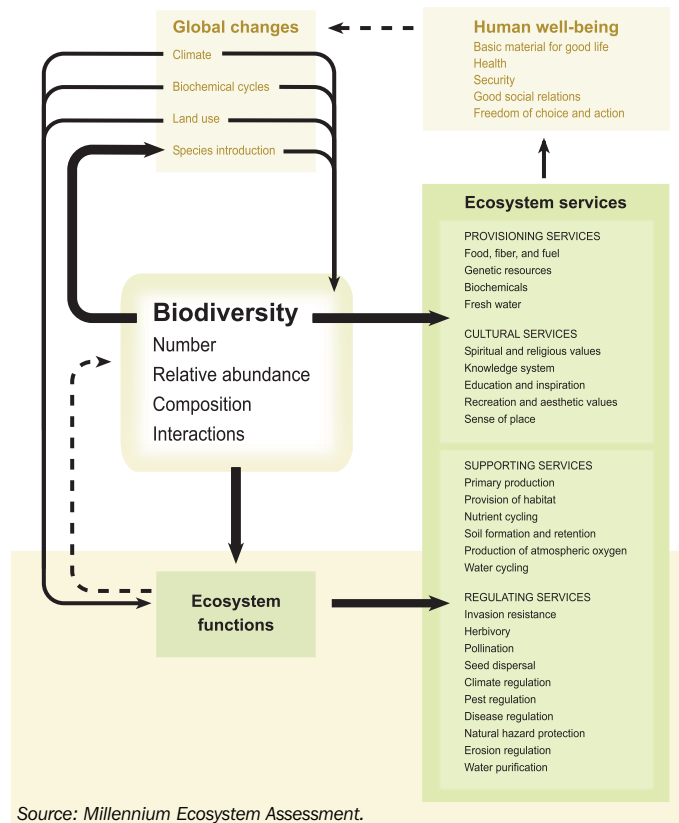 Global changes
Climate
Biochemical cycles
Land use
Species introduction
Human well-being
Basic material for good life
Health
Security
Good social relations
Freedom of choice and action
Biodiversity
Number
Relative abundance
Composition
Interactions
Ecosystem
functions
Ecosystem services
PROVISIONING SERVICES
Food, fiber, and fuel
Genetic resources
Biochemicals
Fresh water
CULTURAL SERVICES
Spiritual and religious values
Knowledge system
Education and inspiration
Recreation and aesthetic values
Sense of place
SUPPORTING SERVICES
Primary production
Provision of habitat
Nutrient cycling
Soil formation and retention
Production of atmospheric oxygen
Water cycling
REGULATING SERVICES
Invasion resistance
Herbivory
Pollination
Seed dispersal
Climate regulation
Pest regulation
Disease regulation
Natural hazard protection
Erosion regulation
Water purification
Source: Millennium Ecosystem Assessment.